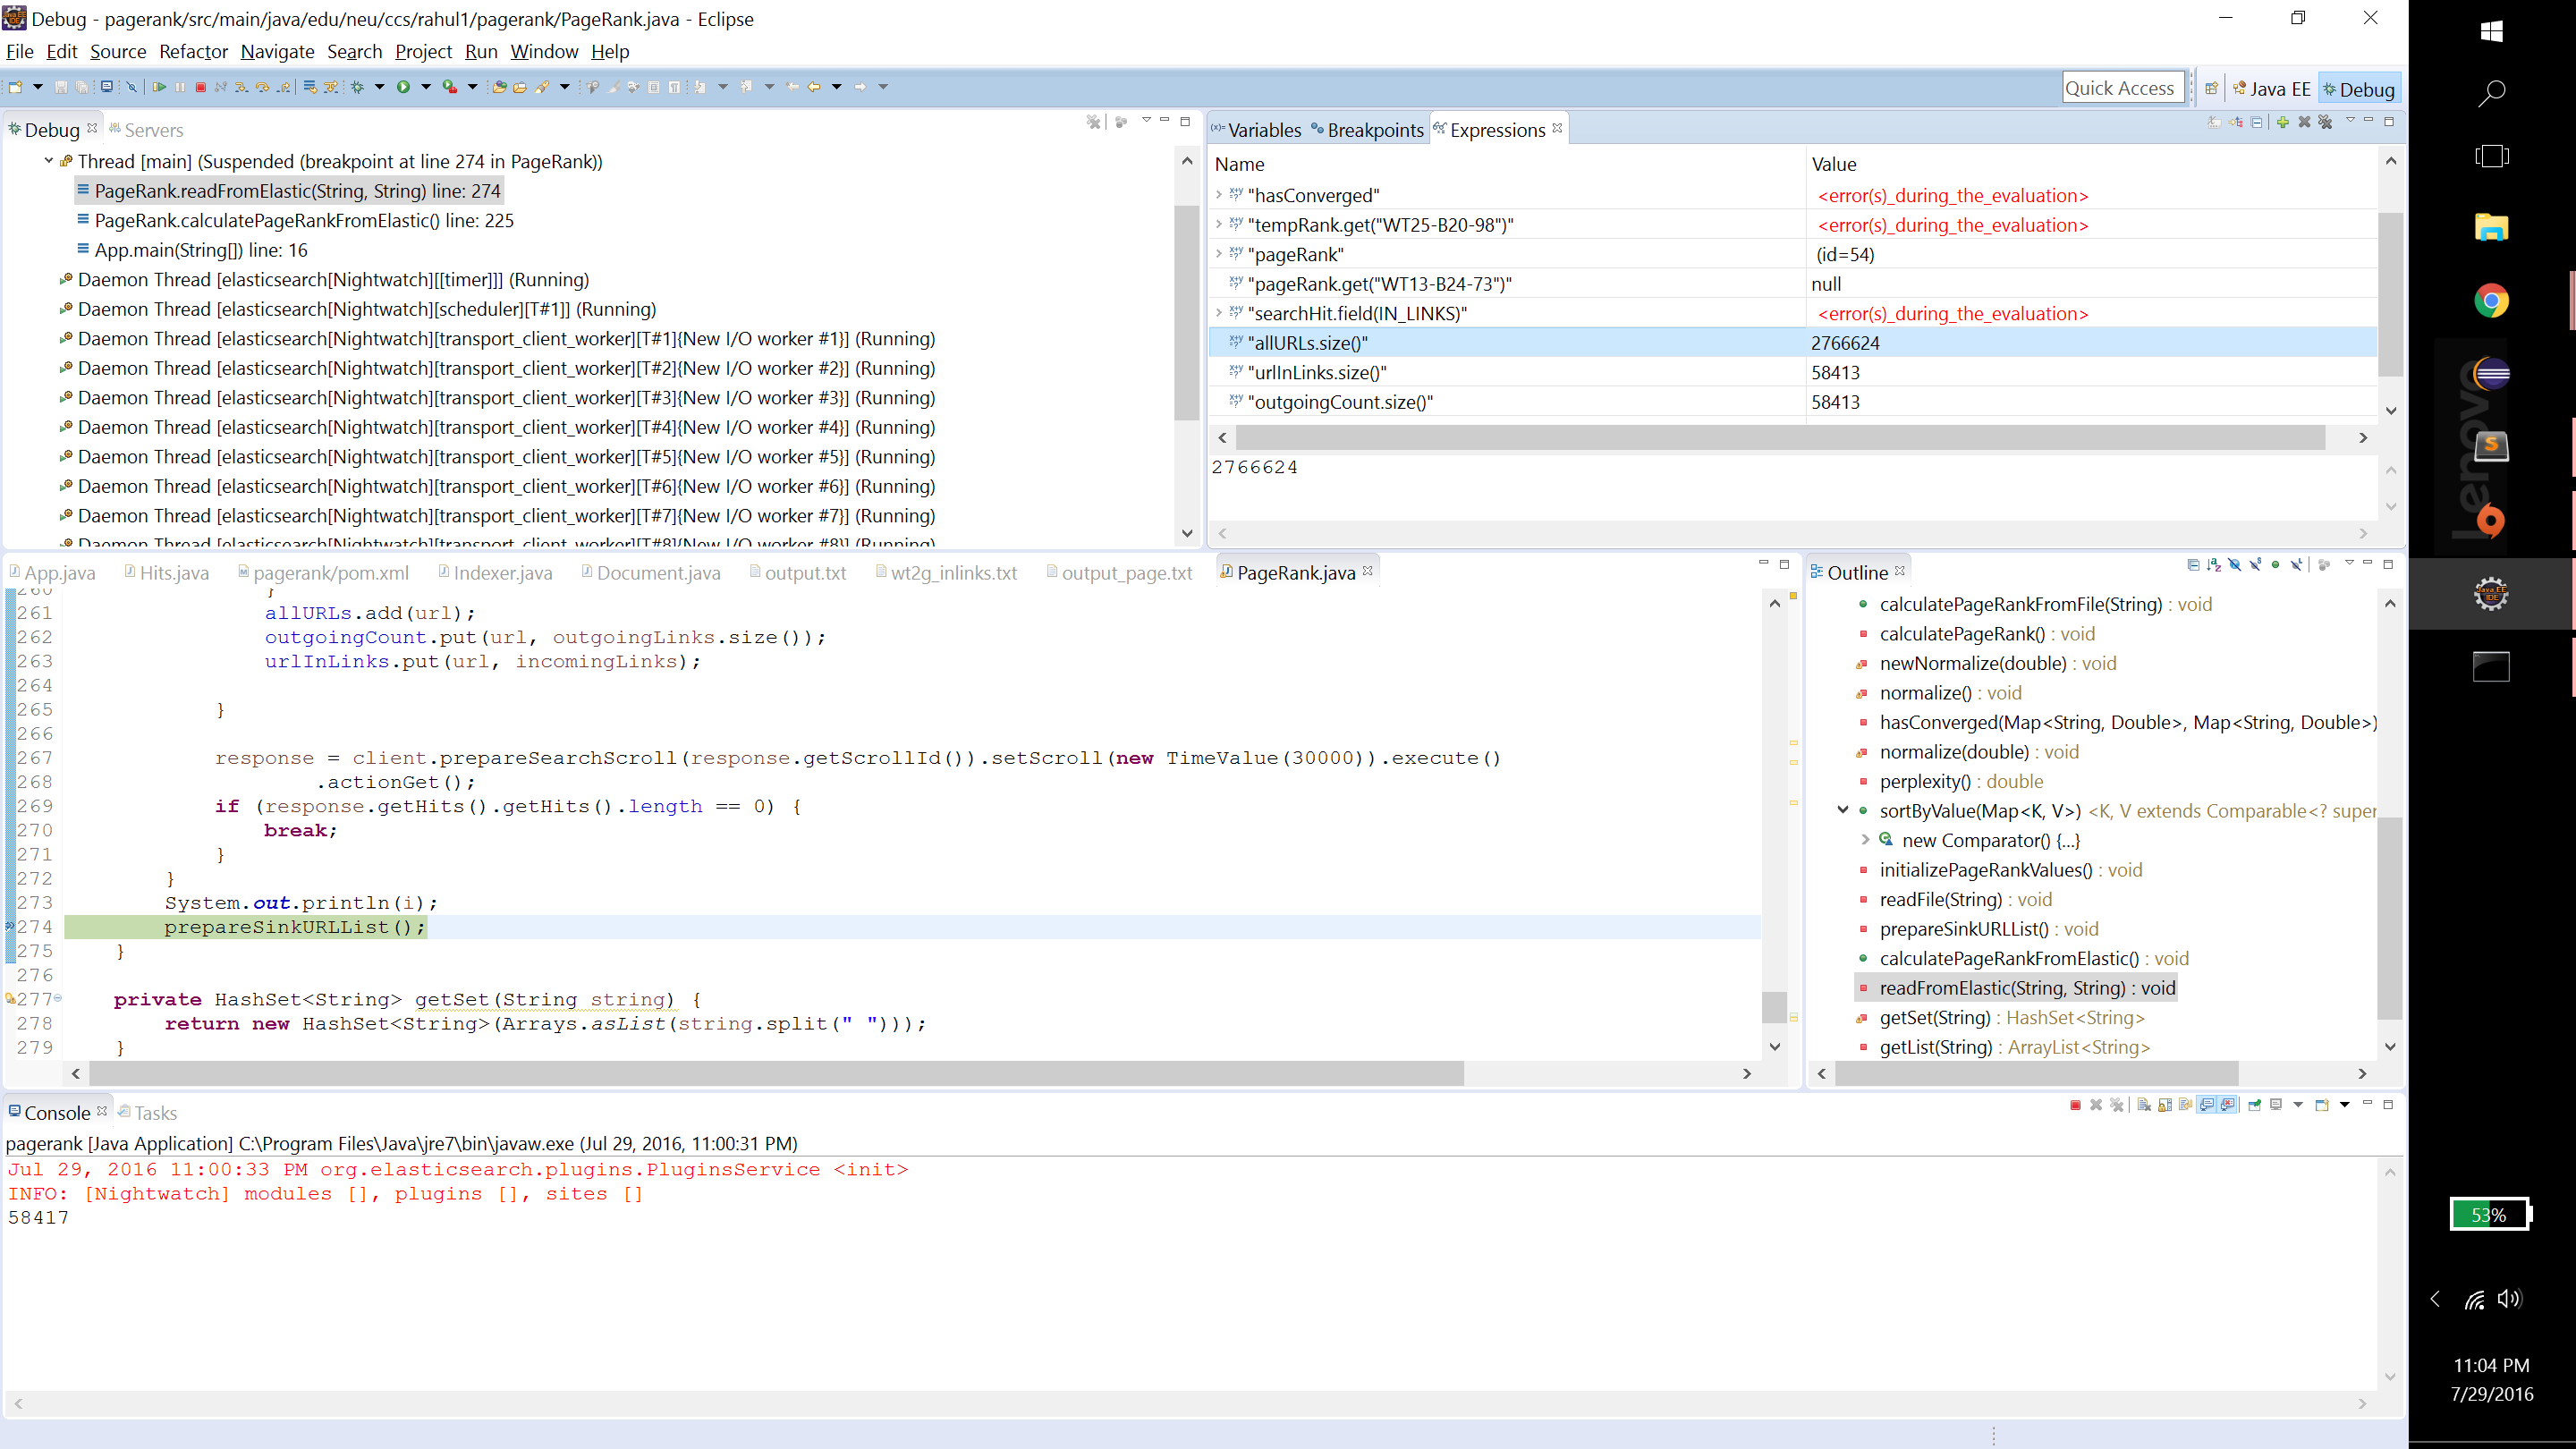 Debug - pagerank/src/main/java/edu/neu/ccs/rahul1/pagerank/PageRank.java - Eclipse
File Edit Source Refactor Navigate Search Project Run Window Help
Quick Access Java EE Debug
Debug Servers
Thread [main] (Suspended (breakpoint at line 274 in PageRank))
PageRank.readFromElastic(String, String) line: 274
PageRank.calculatePageRankFromElastic() line: 225
App.main(String[]) line: 16
Daemon Thread [elasticsearch[Nightwatch][[timer]]] (Running)
Daemon Thread [elasticsearch[Nightwatch][scheduler][T#1]] (Running)
Daemon Thread [elasticsearch[Nightwatch][transport_client_worker][T#1]{New I/O worker #1}] (Running)
Daemon Thread [elasticsearch[Nightwatch][transport_client_worker][T#2]{New I/O worker #2}] (Running)
Daemon Thread [elasticsearch[Nightwatch][transport_client_worker][T#3]{New I/O worker #3}] (Running)
Daemon Thread [elasticsearch[Nightwatch][transport_client_worker][T#4]{New I/O worker #4}] (Running)
Daemon Thread [elasticsearch[Nightwatch][transport_client_worker][T#5]{New I/O worker #5}] (Running)
Daemon Thread [elasticsearch[Nightwatch][transport_client_worker][T#6]{New I/O worker #6}] (Running)
Daemon Thread [elasticsearch[Nightwatch][transport_client_worker][T#7]{New I/O worker #7}] (Running)
Daemon Thread [elasticsearch[Nightwatch][transport_client_worker][T#8]{New I/O worker #8}] (Running)
Variables Breakpoints Expressions
Name Value
"hasConverged" <error(s)_during_the_evaluation>
"tempRank.get("WT25-B20-98")" <error(s)_during_the_evaluation>
"pageRank" (id=54)
"pageRank.get("WT13-B24-73")" null
"searchHit.field(IN_LINKS)" <error(s)_during_the_evaluation>
"allURLs.size()" 2766624
"urlInLinks.size()" 58413
"outgoingCount.size()" 58413
2766624
App.java Hits.java pagerank/pom.xml Indexer.java Document.java output.txt wt2g_inlinks.txt output_page.txt PageRank.java
260 }
261 allURLs.add(url);
262 outgoingCount.put(url, outgoingLinks.size());
263 urlInLinks.put(url, incomingLinks);
264
265 }
266
267 response = client.prepareSearchScroll(response.getScrollId()).setScroll(new TimeValue(30000)).execute()
268 .actionGet();
269 if (response.getHits().getHits().length == 0) {
270 break;
271 }
272 }
273 System.out.println(i);
274 prepareSinkURLList();
275 }
276
277 private HashSet<String> getSet(String string) {
278 return new HashSet<String>(Arrays.asList(string.split(" ")));
279 }
Outline
calculatePageRankFromFile(String) : void
calculatePageRank() : void
newNormalize(double) : void
normalize() : void
hasConverged(Map<String, Double>, Map<String, Double>)
normalize(double) : void
perplexity() : double
sortByValue(Map<K, V>) <K, V extends Comparable<? super
new Comparator() {...}
initializePageRankValues() : void
readFile(String) : void
prepareSinkURLList() : void
calculatePageRankFromElastic() : void
readFromElastic(String, String) : void
getSet(String) : HashSet<String>
getList(String) : ArrayList<String>
Console Tasks
pagerank [Java Application] C:\Program Files\Java\jre7\bin\javaw.exe (Jul 29, 2016, 11:00:31 PM)
Jul 29, 2016 11:00:33 PM org.elasticsearch.plugins.PluginsService <init>
INFO: [Nightwatch] modules [], plugins [], sites []
58417
lenovo
53%
11:04 PM
7/29/2016